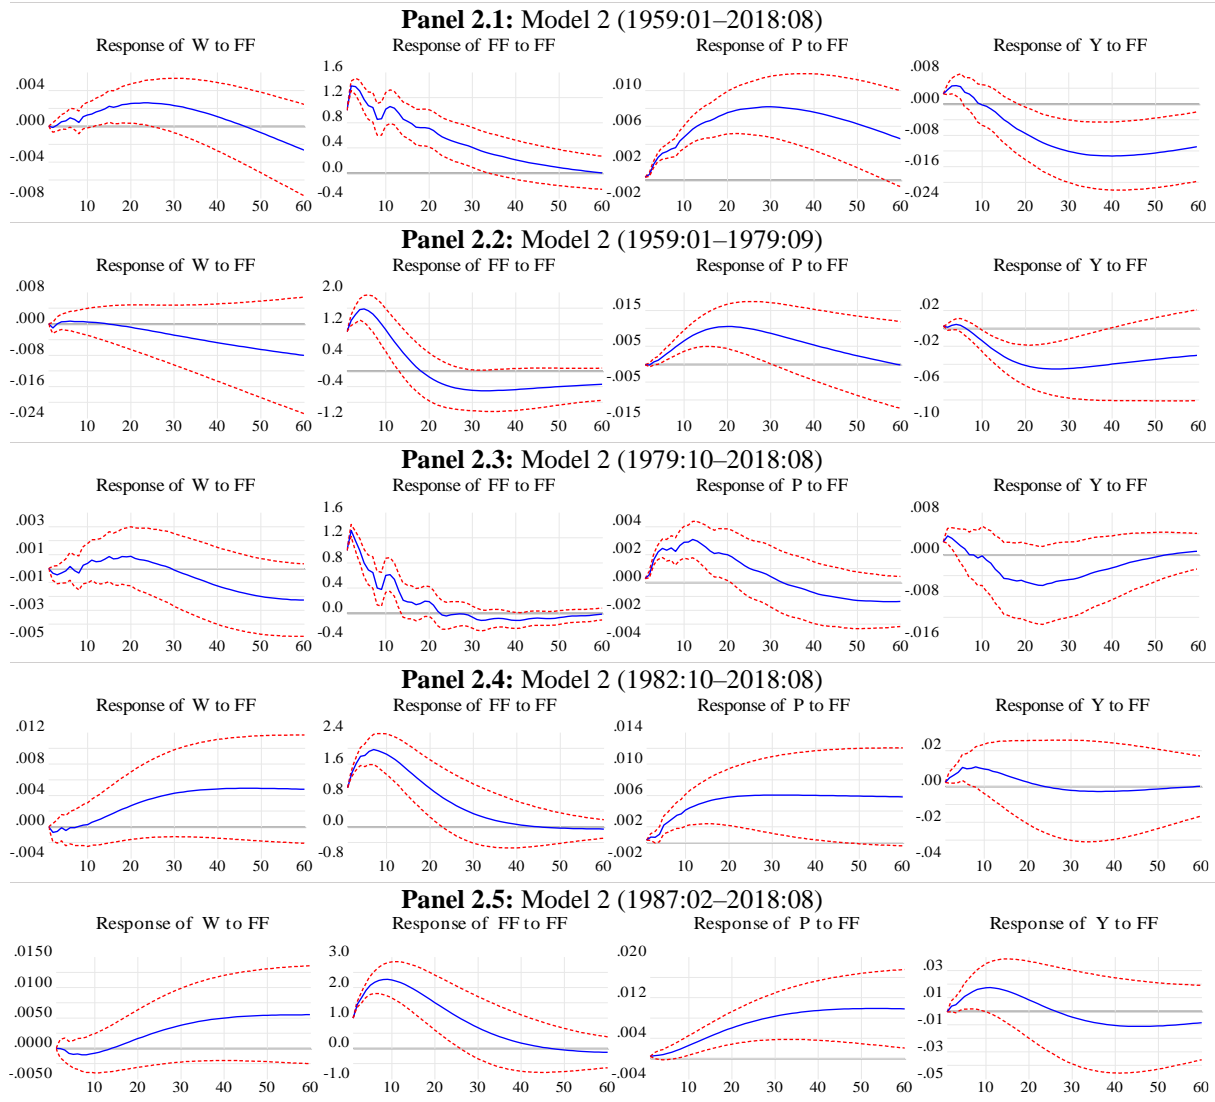 Panel 2.1: Model 2 (1959:01–2018:08)
Response of W to FF
Response of FF to FF
Response of P to FF
Response of Y to FF
.004
.000
-.004
-.008
10 20 30 40 50 60
1.6
1.2
0.8
0.4
0.0
-0.4
10 20 30 40 50 60
.010
.006
.002
-.002
10 20 30 40 50 60
.008
.000
-.008
-.016
-.024
10 20 30 40 50 60
Panel 2.2: Model 2 (1959:01–1979:09)
Response of W to FF
Response of FF to FF
Response of P to FF
Response of Y to FF
.008
.000
-.008
-.016
-.024
10 20 30 40 50 60
2.0
1.2
0.4
-0.4
-1.2
10 20 30 40 50 60
.015
.005
-.005
-.015
10 20 30 40 50 60
.02
-.02
-.06
-.10
10 20 30 40 50 60
Panel 2.3: Model 2 (1979:10–2018:08)
Response of W to FF
Response of FF to FF
Response of P to FF
Response of Y to FF
.003
.001
-.001
-.003
-.005
10 20 30 40 50 60
1.6
1.2
0.8
0.4
0.0
-0.4
10 20 30 40 50 60
.004
.002
.000
-.002
-.004
10 20 30 40 50 60
.008
.000
-.008
-.016
10 20 30 40 50 60
Panel 2.4: Model 2 (1982:10–2018:08)
Response of W to FF
Response of FF to FF
Response of P to FF
Response of Y to FF
.012
.008
.004
.000
-.004
10 20 30 40 50 60
2.4
1.6
0.8
0.0
-0.8
10 20 30 40 50 60
.014
.010
.006
.002
-.002
10 20 30 40 50 60
.02
.00
-.02
-.04
10 20 30 40 50 60
Panel 2.5: Model 2 (1987:02–2018:08)
Response of W to FF
Response of FF to FF
Response of P to FF
Response of Y to FF
.0150
.0100
.0050
.0000
-.0050
10 20 30 40 50 60
3.0
2.0
1.0
0.0
-1.0
10 20 30 40 50 60
.020
.012
.004
-.004
10 20 30 40 50 60
.03
.01
-.01
-.03
-.05
10 20 30 40 50 60